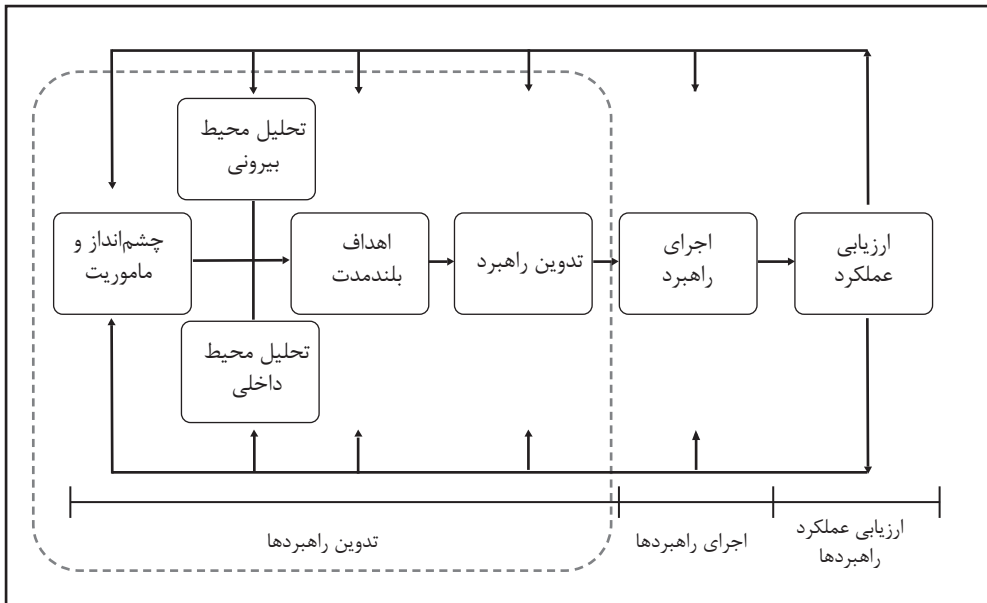 تحلیل محیط
بیرونی
چشم‌انداز و
ماموریت
اهداف
بلندمدت
تدوین راهبرد
اجرای
راهبرد
ارزیابی
عملکرد
تحلیل محیط
داخلی
تدوین راهبردها
اجرای راهبردها
ارزیابی عملکرد
راهبردها